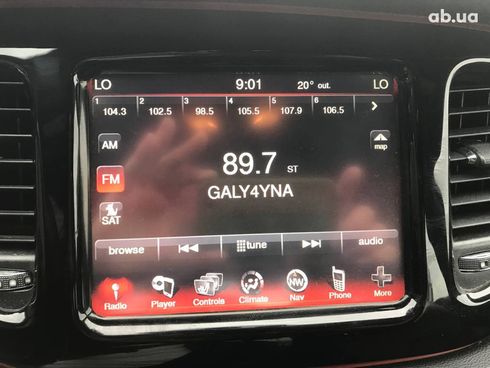 ab.ua
LO 9:01 20° out. LO
1 2 3 4 5 6
104.3 102.5 98.5 105.5 107.9 106.5
AM
map
89.7 ST
FM
GALY4YNA
SAT
browse tune audio
NW
Radio Player Controls Climate Nav Phone More